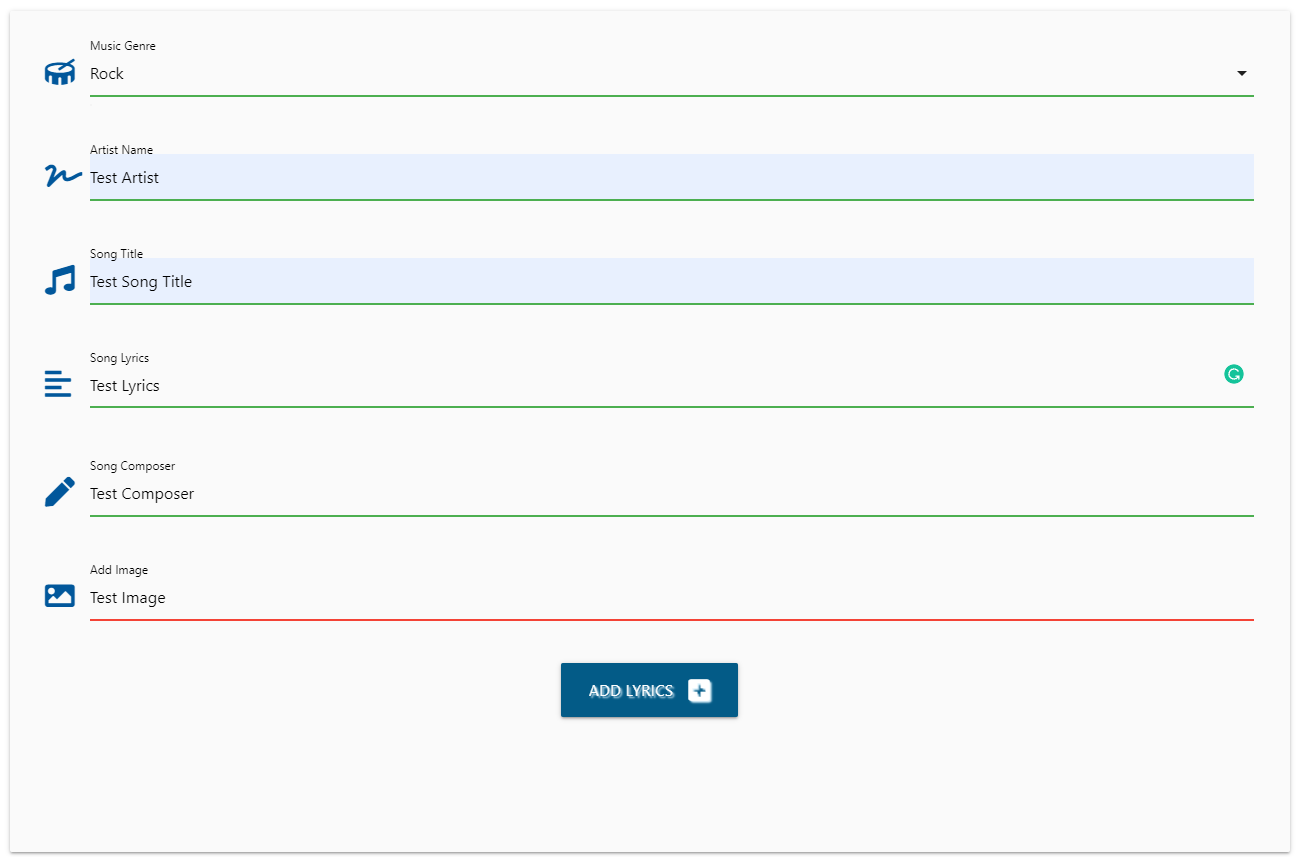 Music Genre
Rock
Artist Name
Test Artist
Song Title
Test Song Title
Song Lyrics
Test Lyrics
Song Composer
Test Composer
Add Image
Test Image
ADD LYRICS